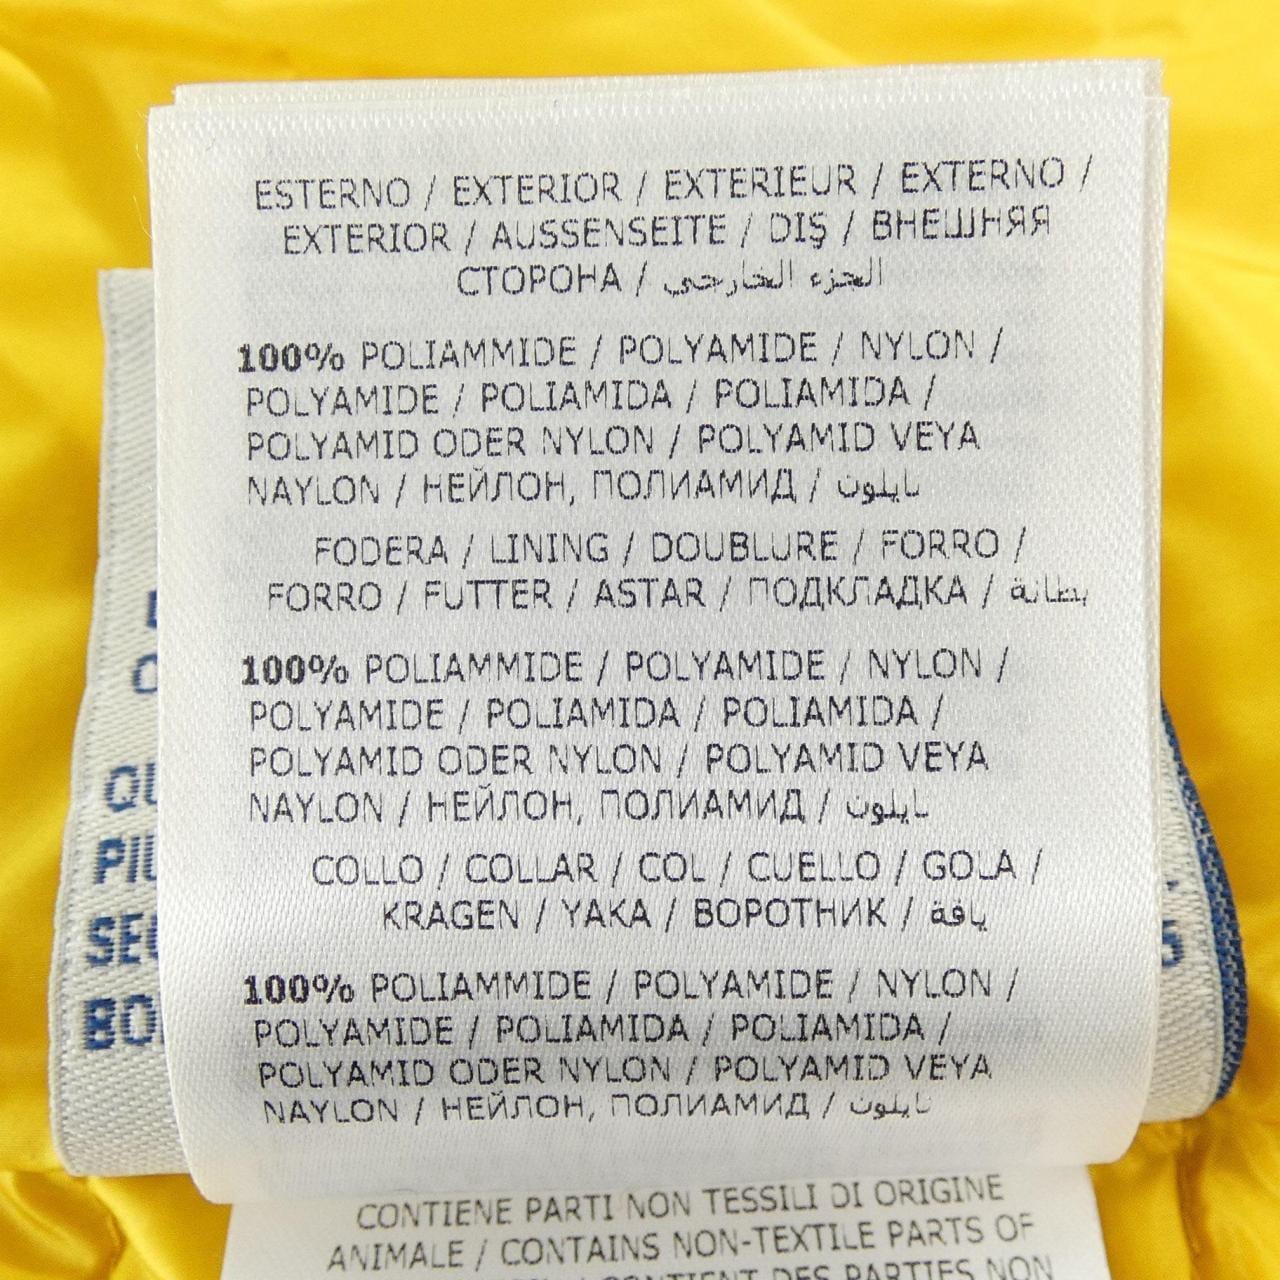 ESTERNO / EXTERIOR / EXTERIEUR / EXTERNO /
EXTERIOR / AUSSENSEITE / DIŞ / ВНЕШНЯЯ
СТОРОНА / الجزء الخارجي
100% POLIAMMIDE / POLYAMIDE / NYLON /
POLYAMIDE / POLIAMIDA / POLIAMIDA /
POLYAMID ODER NYLON / POLYAMID VEYA
NAYLON / НЕЙЛОН, ПОЛИАМИД / نايلون
FODERA / LINING / DOUBLURE / FORRO /
FORRO / FUTTER / ASTAR / ПОДКЛАДКА / بطانة
100% POLIAMMIDE / POLYAMIDE / NYLON /
POLYAMIDE / POLIAMIDA / POLIAMIDA /
POLYAMID ODER NYLON / POLYAMID VEYA
NAYLON / НЕЙЛОН, ПОЛИАМИД / نايلون
COLLO / COLLAR / COL / CUELLO / GOLA /
KRAGEN / YAKA / ВОРОТНИК / ياقة
100% POLIAMMIDE / POLYAMIDE / NYLON /
POLYAMIDE / POLIAMIDA / POLIAMIDA /
POLYAMID ODER NYLON / POLYAMID VEYA
NAYLON / НЕЙЛОН, ПОЛИАМИД / نايلون
CONTIENE PARTI NON TESSILI DI ORIGINE
ANIMALE / CONTAINS NON-TEXTILE PARTS OF
/ CONTIENT DES PARTIES NON